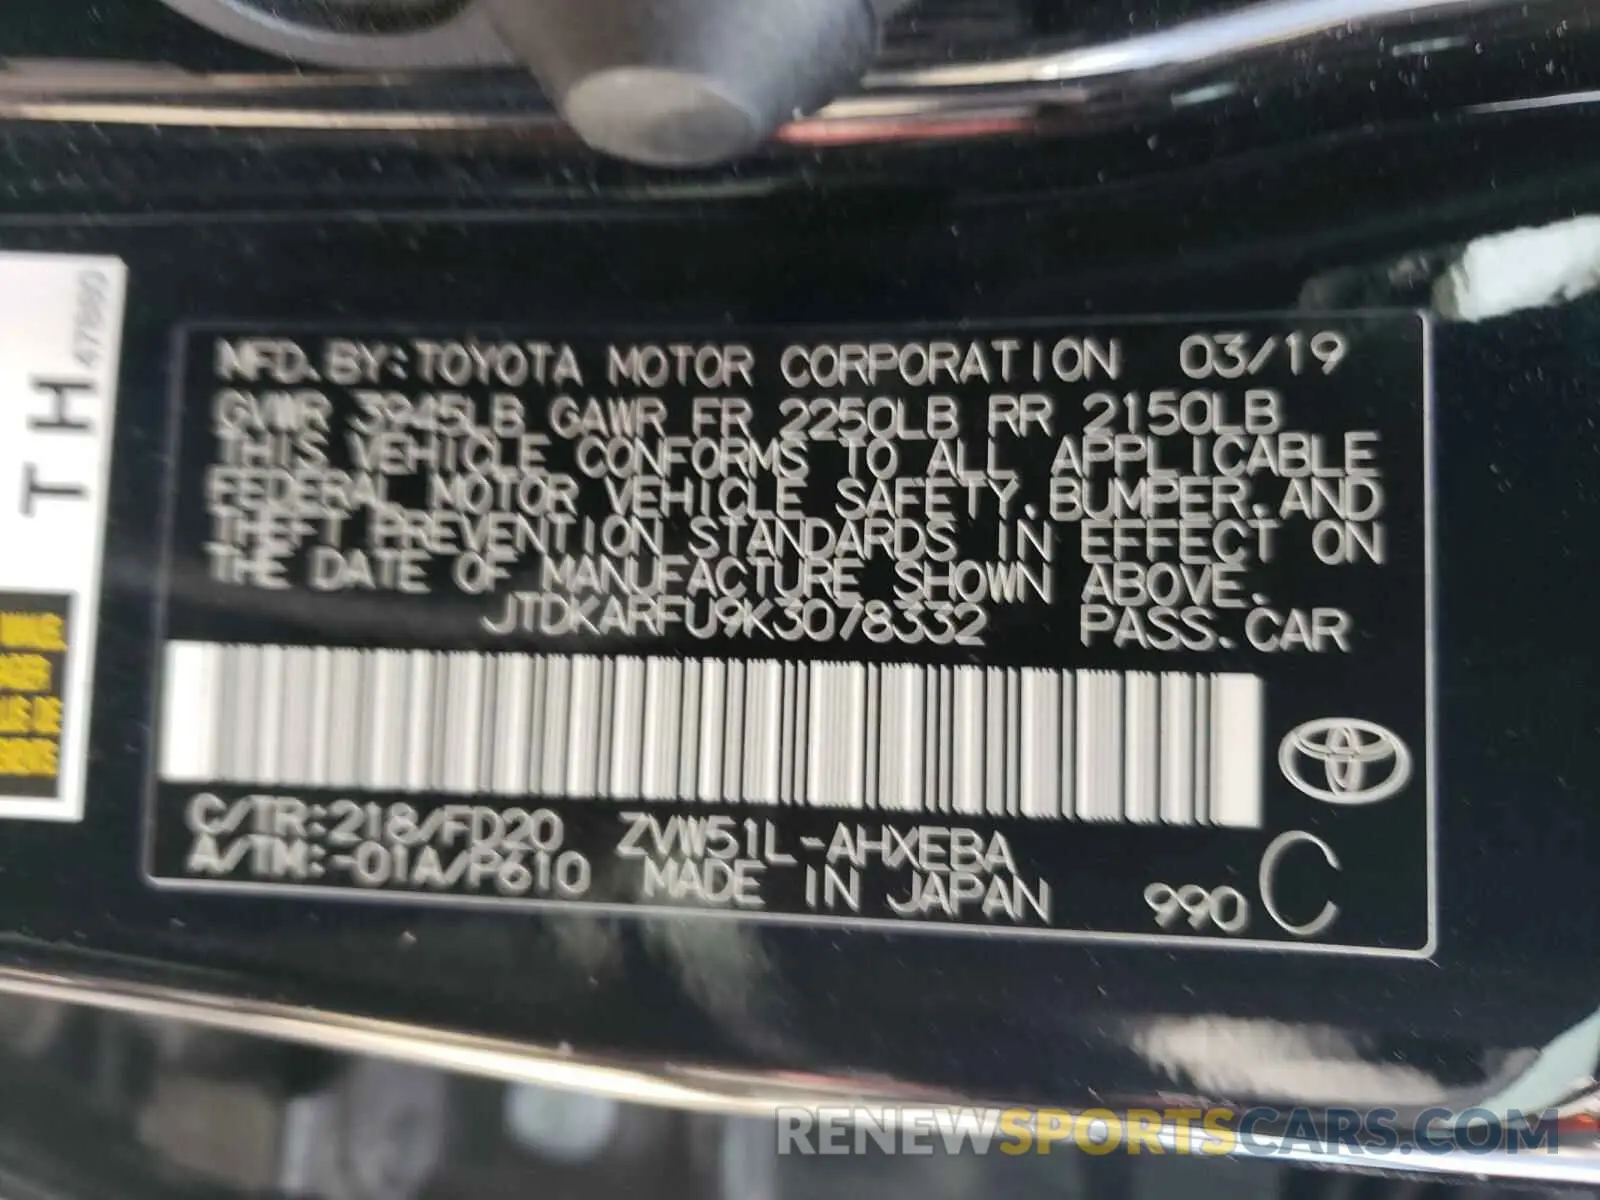 MFD. BY: TOYOTA MOTOR CORPORATION 03/19
GVWR 3945LB GAWR FR 2250LB RR 2150LB
THIS VEHICLE CONFORMS TO ALL APPLICABLE
FEDERAL MOTOR VEHICLE SAFETY. BUMPER. AND
THEFT PREVENTION STANDARDS IN EFFECT ON
THE DATE OF MANUFACTURE SHOWN ABOVE.
JTDKARFU9K3078332 PASS. CAR
C/TR: 218/FD20 ZVW51L-AHXEBA
A/TM: -01A/P610 MADE IN JAPAN 990 C
TH
RENEWSPORTSCARS.COM